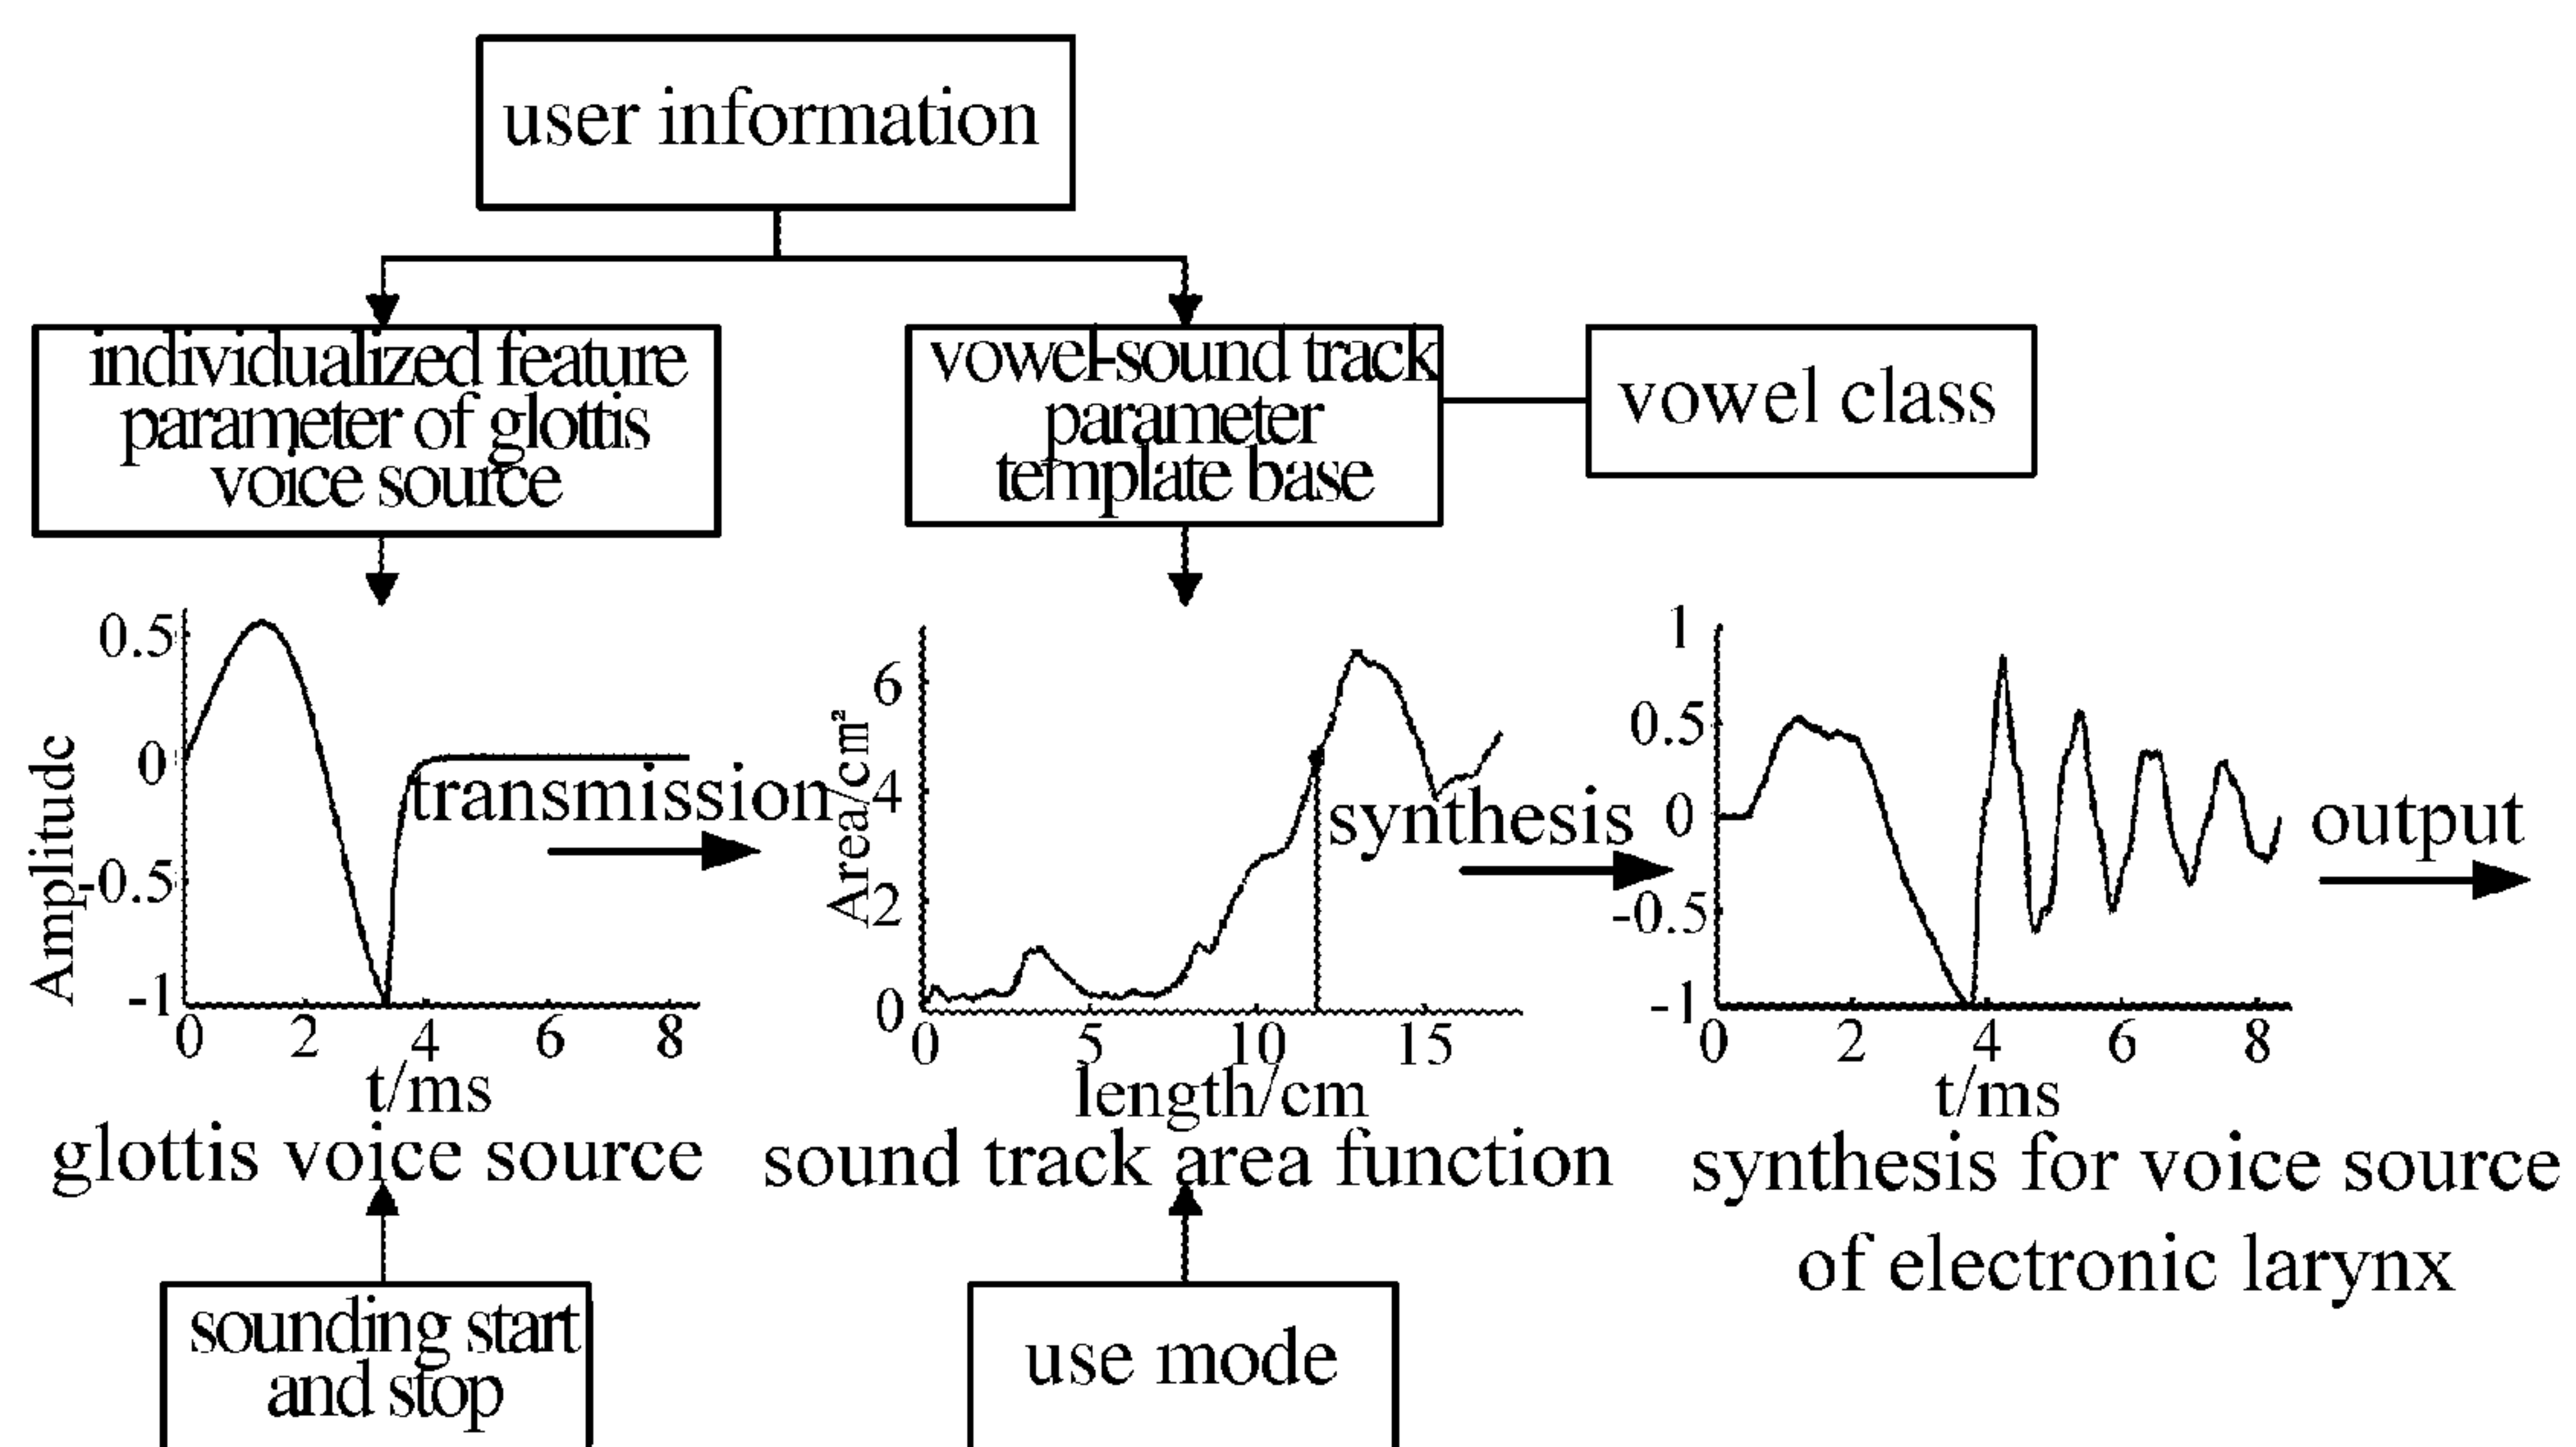 user information
individualized feature
parameter of glottis
voice source
vowel-sound track
parameter
template base
vowel class
0.5
0
-0.5
-1
Amplitudc
0 2 4 6 8
t/ms
glottis voice source
transmission
6
4
2
0
Area/cm²
0 5 10 15
length/cm
sound track area function
synthesis
1
0.5
0
-0.5
-1
0 2 4 6 8
t/ms
synthesis for voice source
of electronic larynx
output
sounding start
and stop
use mode